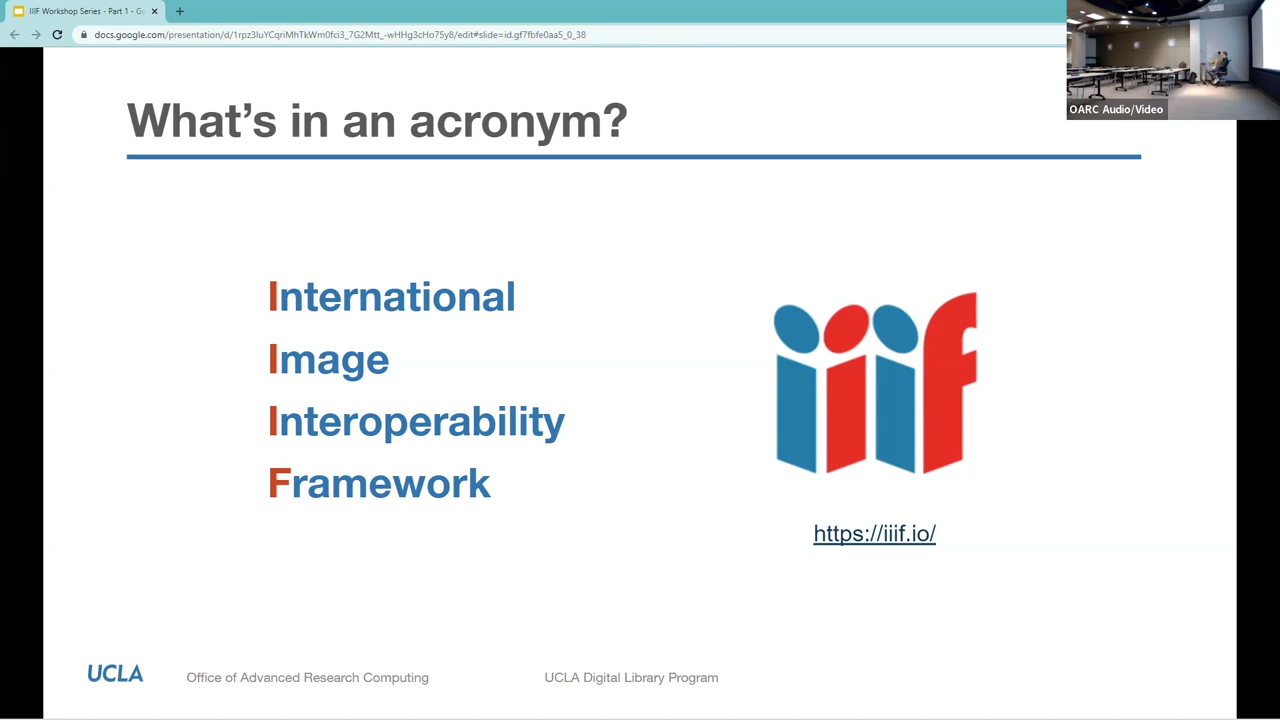 IIIF Workshop Series - Part 1 - G
docs.google.com/presentation/d/1rpz3IuYCqriMhTkWm0fci3_7G2Mtt_-wHHg3cHo75y8/edit#slide=id.gf7fbfe0aa5_0_38
OARC Audio/Video
What's in an acronym?
International
Image
Interoperability
Framework
iiif
https://iiif.io/
UCLA
Office of Advanced Research Computing
UCLA Digital Library Program